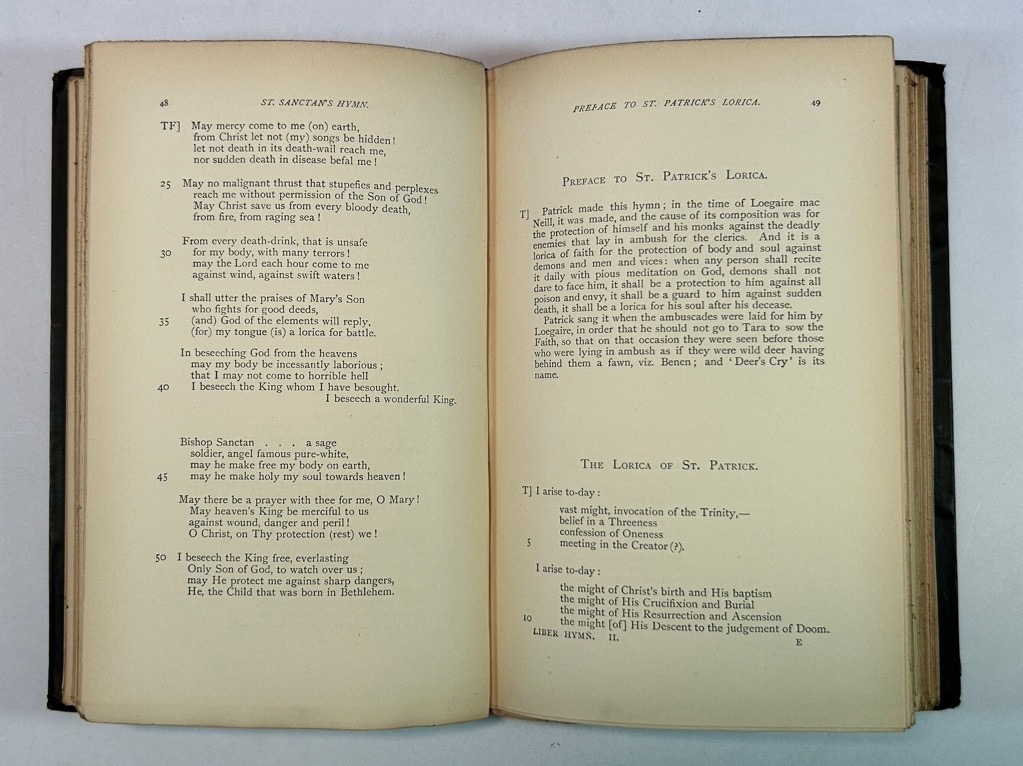 48 ST. SANCTAN'S HYMN.
TF] May mercy come to me (on) earth,
from Christ let not (my) songs be hidden!
let not death in its death-wail reach me,
nor sudden death in disease befal me!
25 May no malignant thrust that stupefies and perplexes
reach me without permission of the Son of God!
May Christ save us from every bloody death,
from fire, from raging sea!
From every death-drink, that is unsafe
30 for my body, with many terrors!
may the Lord each hour come to me
against wind, against swift waters!
I shall utter the praises of Mary's Son
who fights for good deeds,
35 (and) God of the elements will reply,
(for) my tongue (is) a lorica for battle.
In beseeching God from the heavens
may my body be incessantly laborious;
that I may not come to horrible hell
40 I beseech the King whom I have besought.
I beseech a wonderful King.
Bishop Sanctan . . . a sage
soldier, angel famous pure-white,
may he make free my body on earth,
45 may he make holy my soul towards heaven!
May there be a prayer with thee for me, O Mary!
May heaven's King be merciful to us
against wound, danger and peril!
O Christ, on Thy protection (rest) we!
50 I beseech the King free, everlasting
Only Son of God, to watch over us;
may He protect me against sharp dangers,
He, the Child that was born in Bethlehem.
PREFACE TO ST. PATRICK'S LORICA. 49
PREFACE TO ST. PATRICK'S LORICA.
T] Patrick made this hymn; in the time of Loegaire mac
Neill, it was made, and the cause of its composition was for
the protection of himself and his monks against the deadly
enemies that lay in ambush for the clerics. And it is a
lorica of faith for the protection of body and soul against
demons and men and vices: when any person shall recite
it daily with pious meditation on God, demons shall not
dare to face him, it shall be a protection to him against all
poison and envy, it shall be a guard to him against sudden
death, it shall be a lorica for his soul after his decease.
Patrick sang it when the ambuscades were laid for him by
Loegaire, in order that he should not go to Tara to sow the
Faith, so that on that occasion they were seen before those
who were lying in ambush as if they were wild deer having
behind them a fawn, viz. Benen; and 'Deer's Cry' is its
name.
THE LORICA OF ST. PATRICK.
T] I arise to-day:
vast might, invocation of the Trinity,—
belief in a Threeness
confession of Oneness
5 meeting in the Creator (?).
I arise to-day:
the might of Christ's birth and His baptism
the might of His Crucifixion and Burial
the might of His Resurrection and Ascension
10 the might [of] His Descent to the judgement of Doom.
LIBER HYMN. II. E